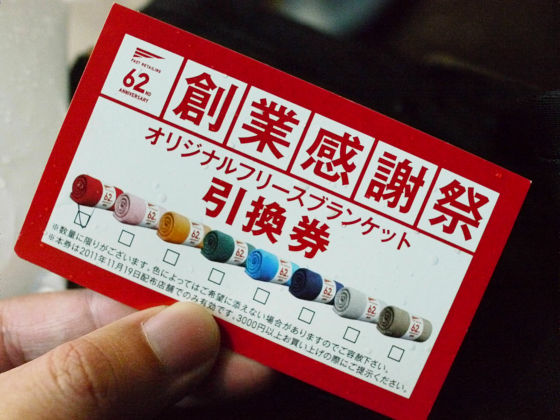 FAST RETAILING
62ND
ANNIVERSARY
創業感謝祭
オリジナルフリースブランケット
引換券
※数量に限りがございます。色によってはご希望に添えない場合がありますのでご容赦下さい。
※本券は2011年11月19日配布店舗でのみ有効です。3000円以上お買い上げの際にご提示ください。